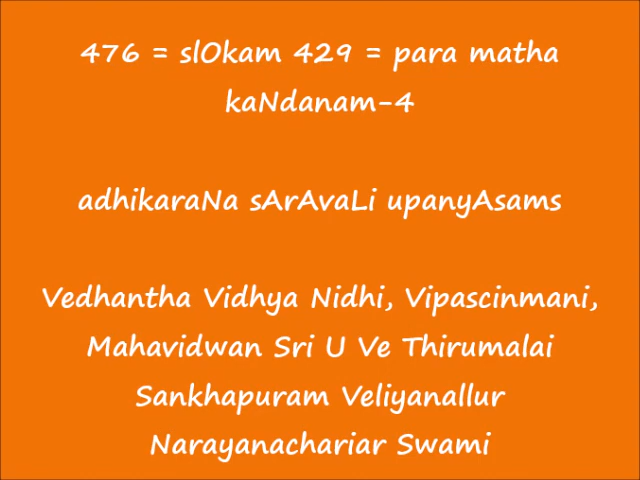 476 = slOkam 429 = para matha
kaNdanam-4
adhikaraNa sArAvaLi upanyAsams
Vedhantha Vidhya Nidhi, Vipascinmani,
Mahavidwan Sri U Ve Thirumalai
Sankhapuram Veliyanallur
Narayanachariar Swami